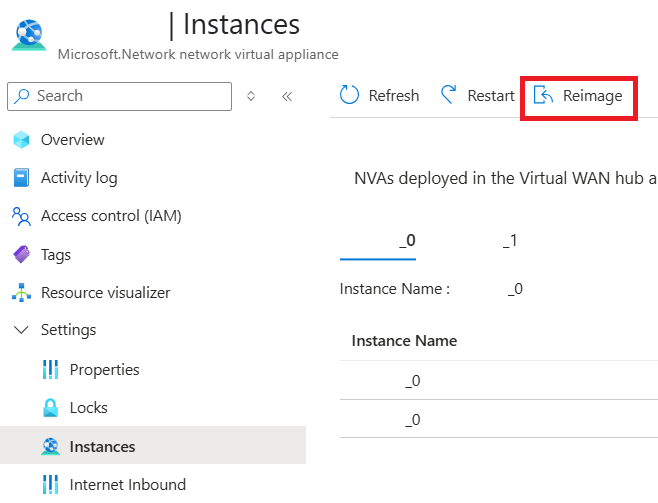 | Instances
Microsoft.Network network virtual appliance
Search
Refresh
Restart
Reimage
Overview
Activity log
Access control (IAM)
Tags
Resource visualizer
Settings
Properties
Locks
Instances
Internet Inbound
NVAs deployed in the Virtual WAN hub a
_0 _1
Instance Name : _0
Instance Name
_0
_0